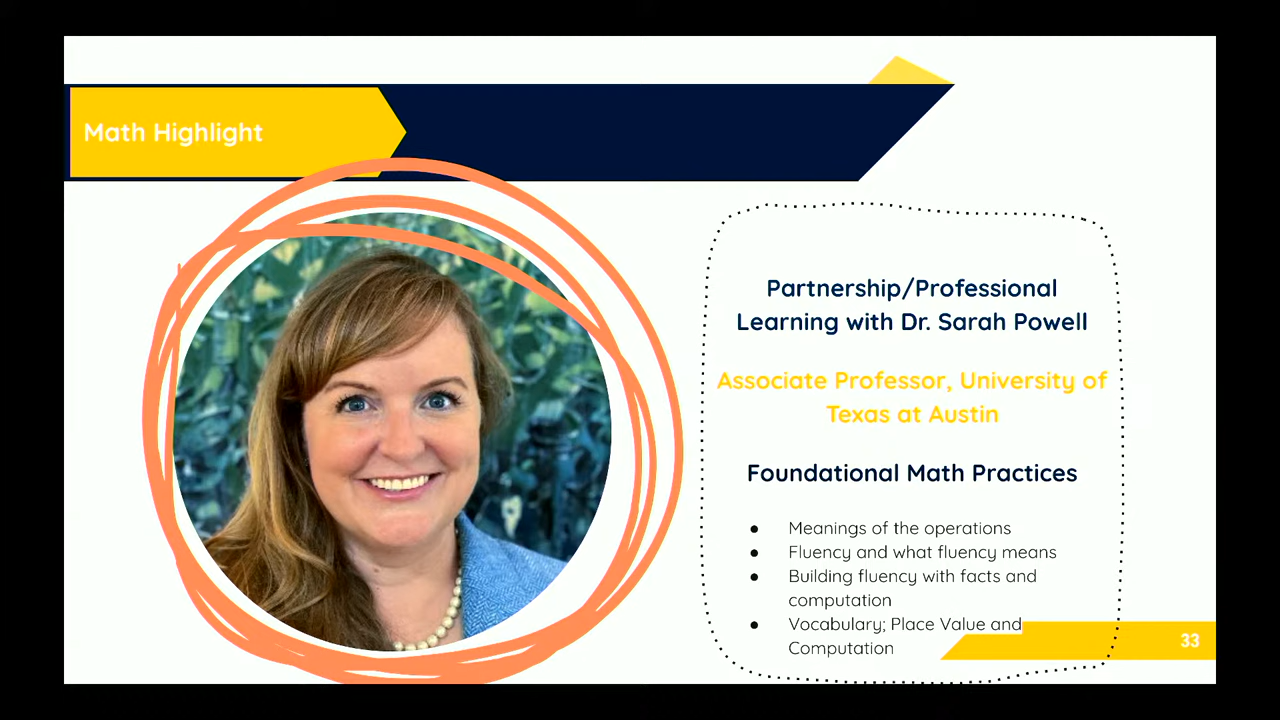 Math Highlight
Partnership/Professional
Learning with Dr. Sarah Powell
Associate Professor, University of
Texas at Austin
Foundational Math Practices
● Meanings of the operations
● Fluency and what fluency means
● Building fluency with facts and
computation
● Vocabulary; Place Value and
Computation
33